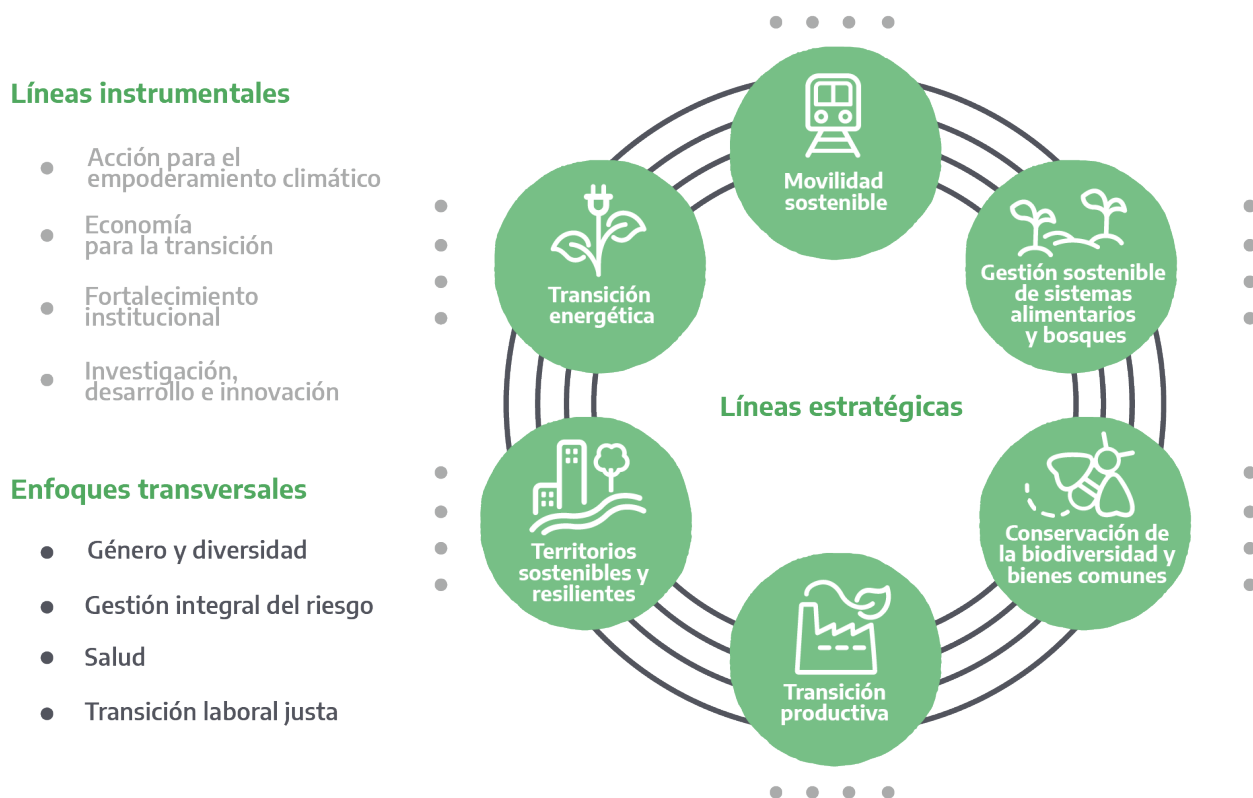 Líneas instrumentales
Acción para el
empoderamiento climático
Economía
para la transición
Fortalecimiento
institucional
Investigación,
desarrollo e innovación
Enfoques transversales
Género y diversidad
Gestión integral del riesgo
Salud
Transición laboral justa
Líneas estratégicas
Movilidad
sostenible
Gestión sostenible
de sistemas
alimentarios
y bosques
Conservación de
la biodiversidad y
bienes comunes
Transición
productiva
Territorios
sostenibles y
resilientes
Transición
energética